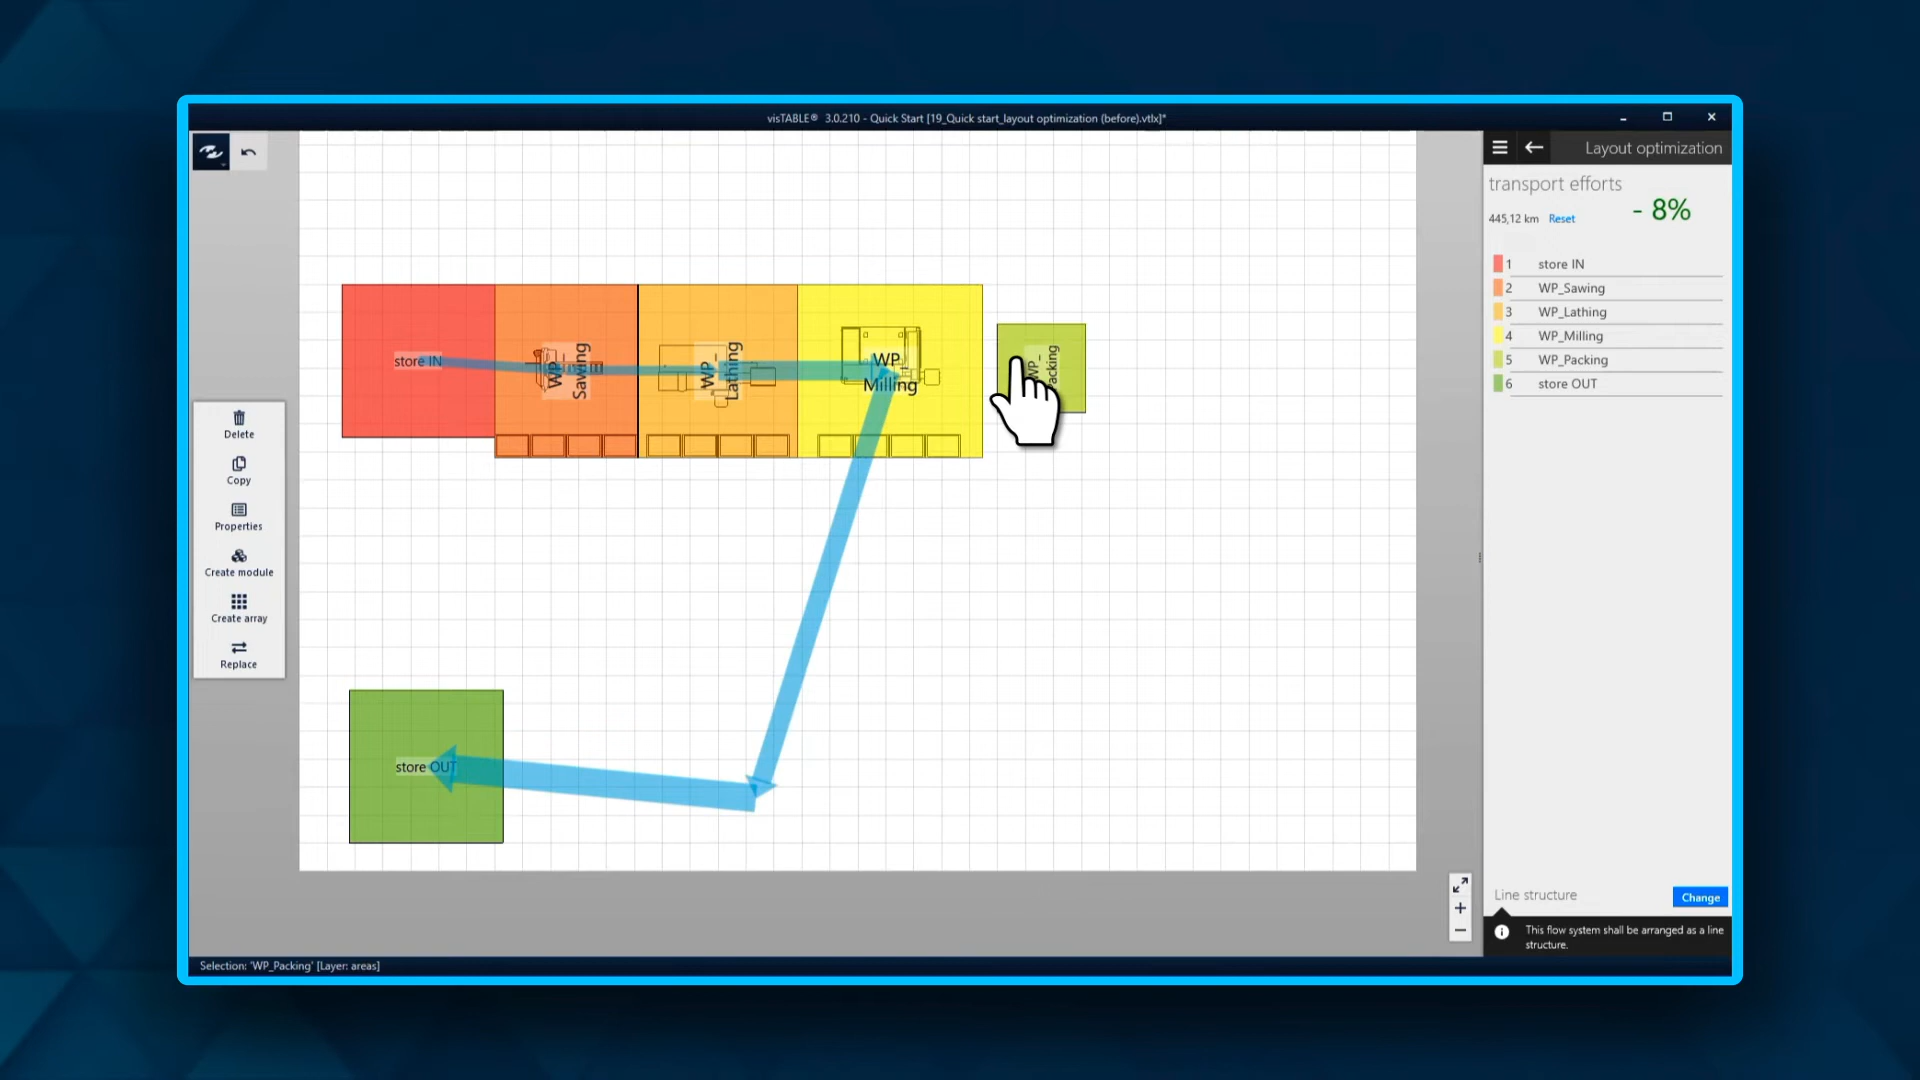 visTABLE® 3.0.210 - Quick Start [19_Quick start_layout optimization (before).vtlx]*
Layout optimization
transport efforts
445,12 km Reset - 8%
1 store IN
2 WP_Sawing
3 WP_Lathing
4 WP_Milling
5 WP_Packing
6 store OUT
store IN
WP_
Sawing
WP_
Lathing
WP_
Milling
WP_
Packing
Delete
Copy
Properties
Create module
Create array
Replace
store OUT
Line structure Change
This flow system shall be arranged as a line
structure.
Selection: 'WP_Packing' [Layer: areas]